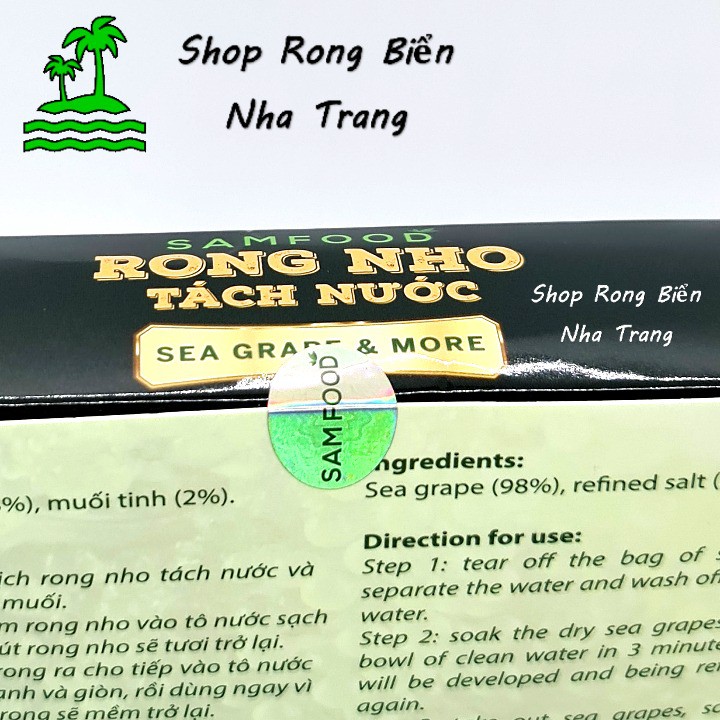 Shop Rong Biển
Nha Trang
SAMFOOD
RONG NHO
TÁCH NƯỚC
SEA GRAPE & MORE
Shop Rong Biển
Nha Trang
SAMFOOD
%), muối tinh (2%).
ịch rong nho tách nước và
muối.
m rong nho vào tô nước sạch
út rong nho sẽ tươi trở lại.
rong ra cho tiếp vào tô nước
ạnh và giòn, rồi dùng ngay vì
rong sẽ mềm trở lại.
ngredients:
Sea grape (98%), refined salt (
Direction for use:
Step 1: tear off the bag of s
separate the water and wash of
water.
Step 2: soak the dry sea grapes
bowl of clean water in 3 minute
will be developed and being re
again.
out sea grapes,